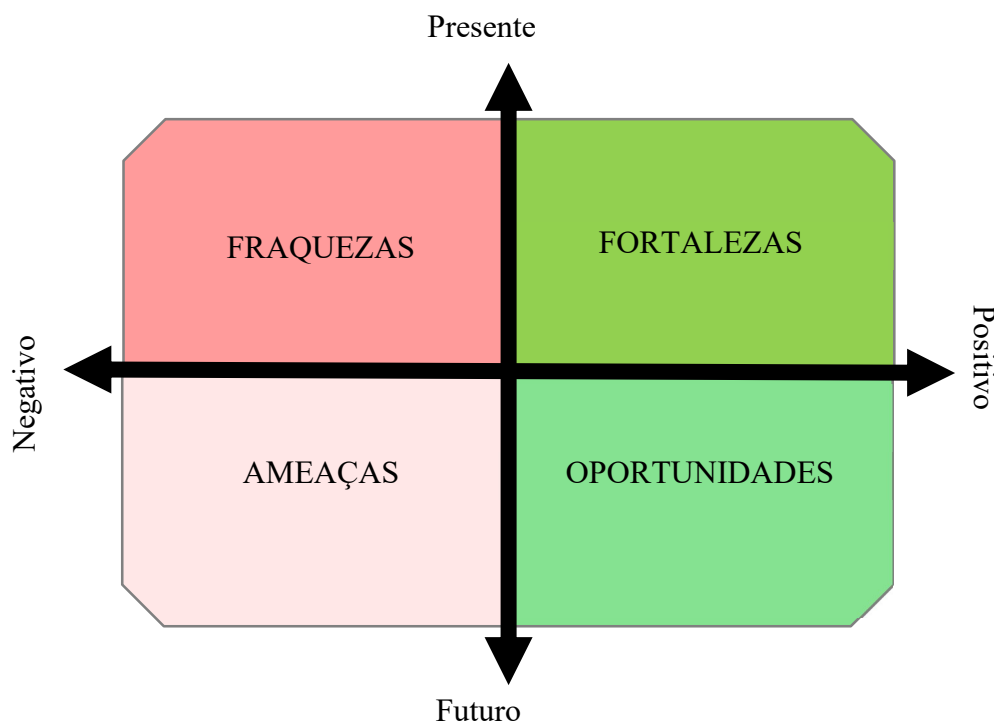 Presente
FRAQUEZAS
FORTALEZAS
Negativo
Positivo
AMEAÇAS
OPORTUNIDADES
Futuro